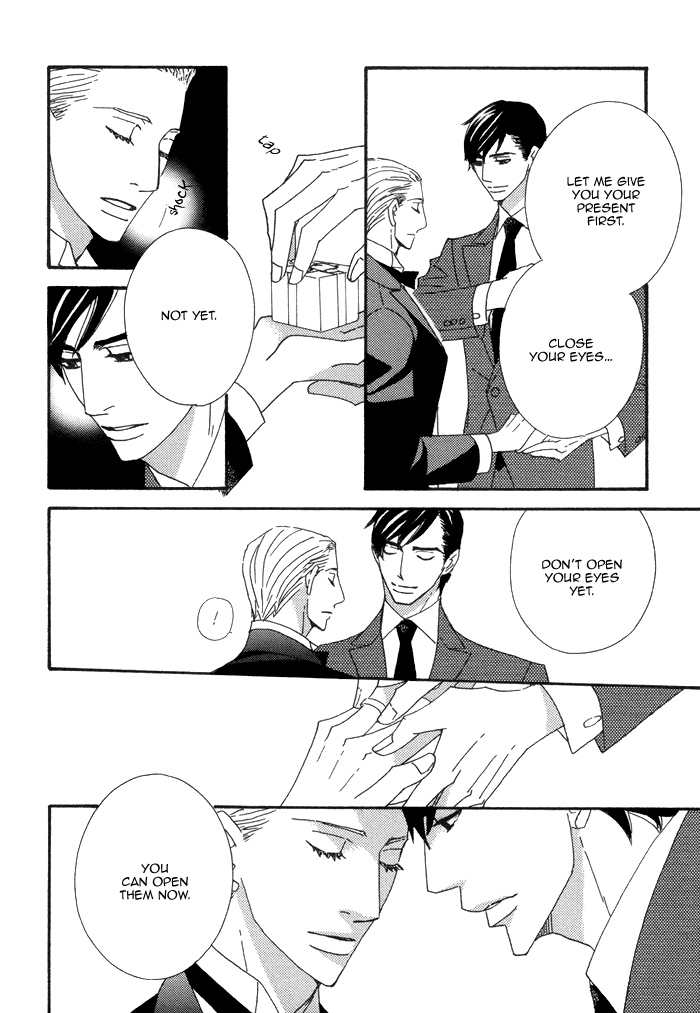 LET ME GIVE
YOU YOUR
PRESENT
FIRST.
CLOSE
YOUR EYES...
tap
shock
NOT YET.
!
DON'T OPEN
YOUR EYES
YET.
YOU
CAN OPEN
THEM NOW.